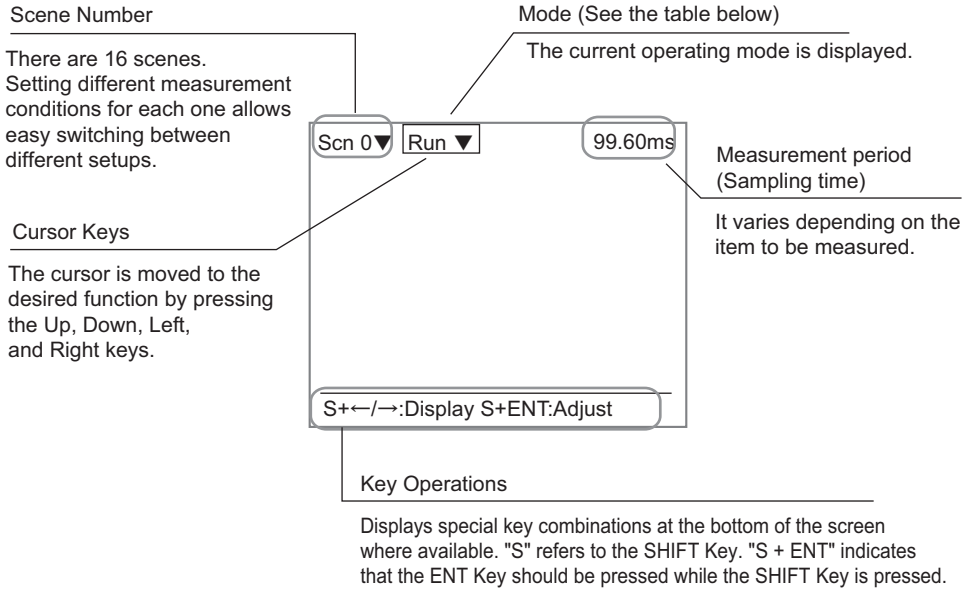 Scene Number
There are 16 scenes.
Setting different measurement
conditions for each one allows
easy switching between
different setups.
Mode (See the table below)
The current operating mode is displayed.
Scn 0▼
Run ▼
99.60ms
Measurement period
(Sampling time)
It varies depending on the
item to be measured.
Cursor Keys
The cursor is moved to the
desired function by pressing
the Up, Down, Left,
and Right keys.
S+←/→:Display S+ENT:Adjust
Key Operations
Displays special key combinations at the bottom of the screen
where available. "S" refers to the SHIFT Key. "S + ENT" indicates
that the ENT Key should be pressed while the SHIFT Key is pressed.